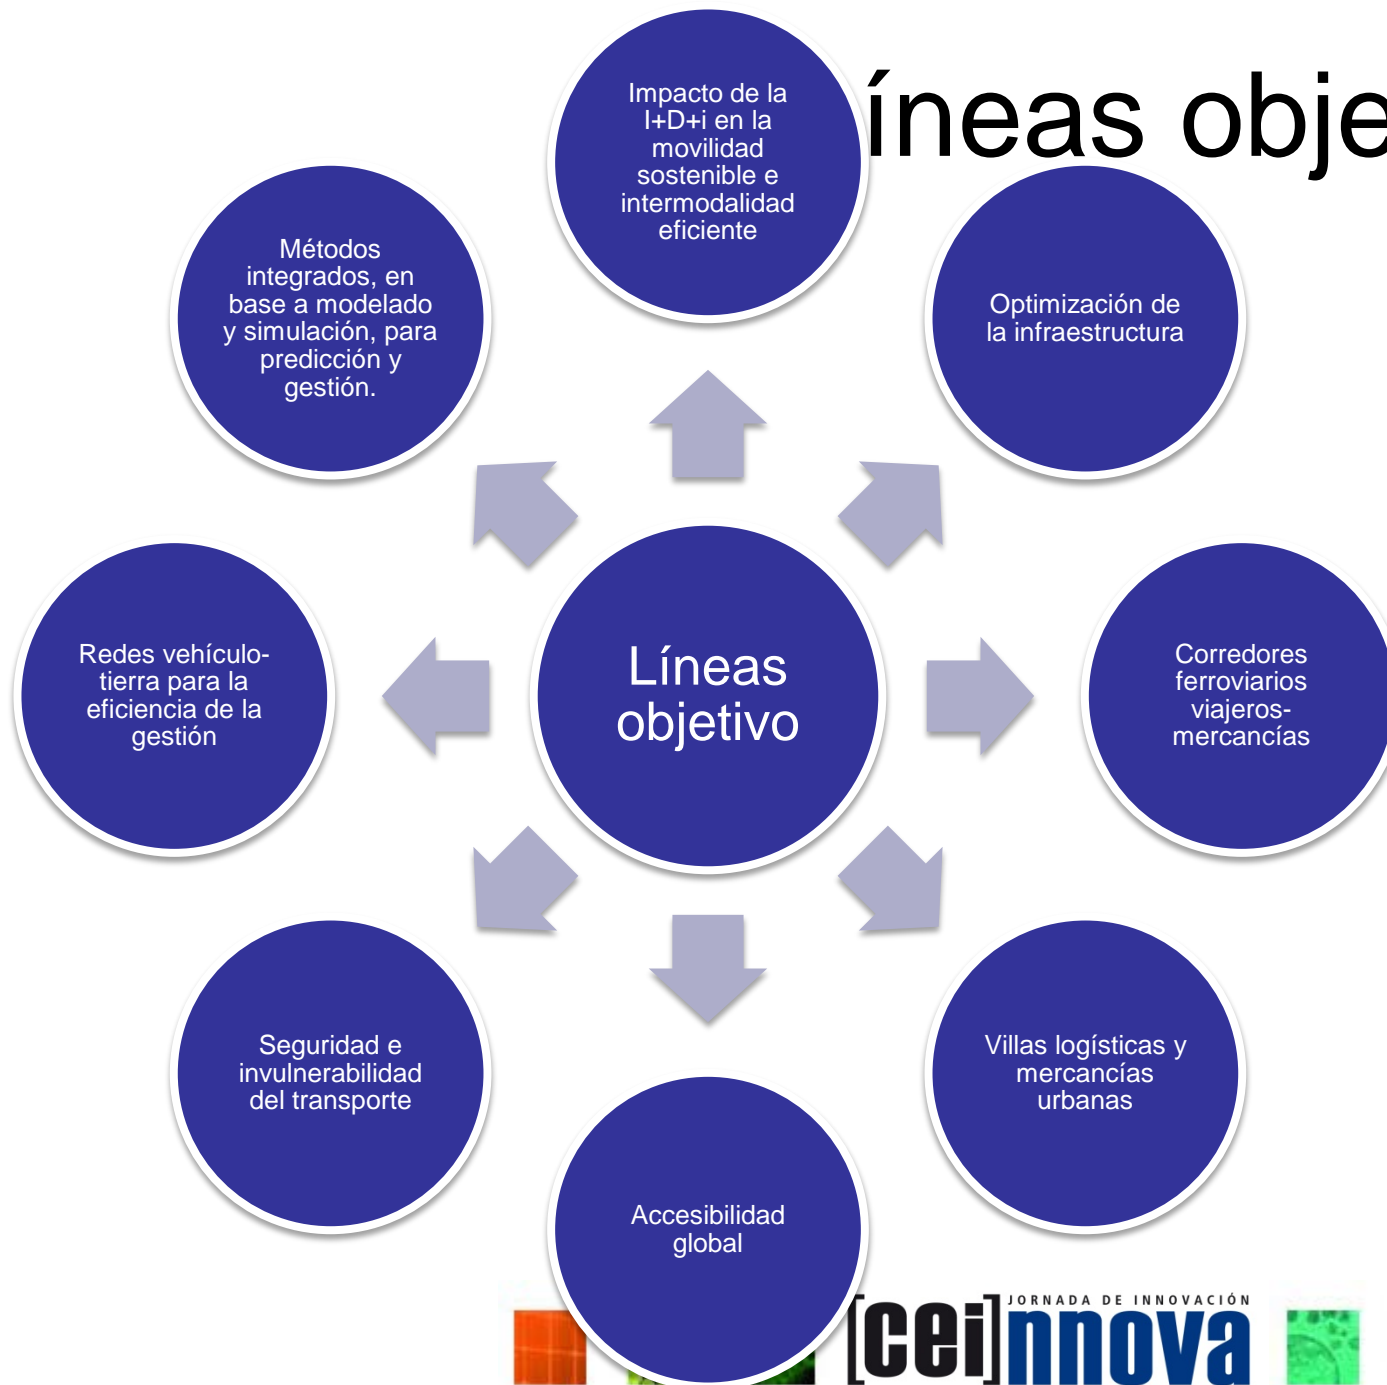 íneas obje
Impacto de la
I+D+i en la
movilidad
sostenible e
intermodalidad
eficiente
Optimización de
la infraestructura
Corredores
ferroviarios
viajeros-
mercancías
Villas logísticas y
mercancías
urbanas
Accesibilidad
global
Seguridad e
invulnerabilidad
del transporte
Redes vehículo-
tierra para la
eficiencia de la
gestión
Métodos
integrados, en
base a modelado
y simulación, para
predicción y
gestión.
Líneas
objetivo
JORNADA DE INNOVACIÓN
[cei]nnova